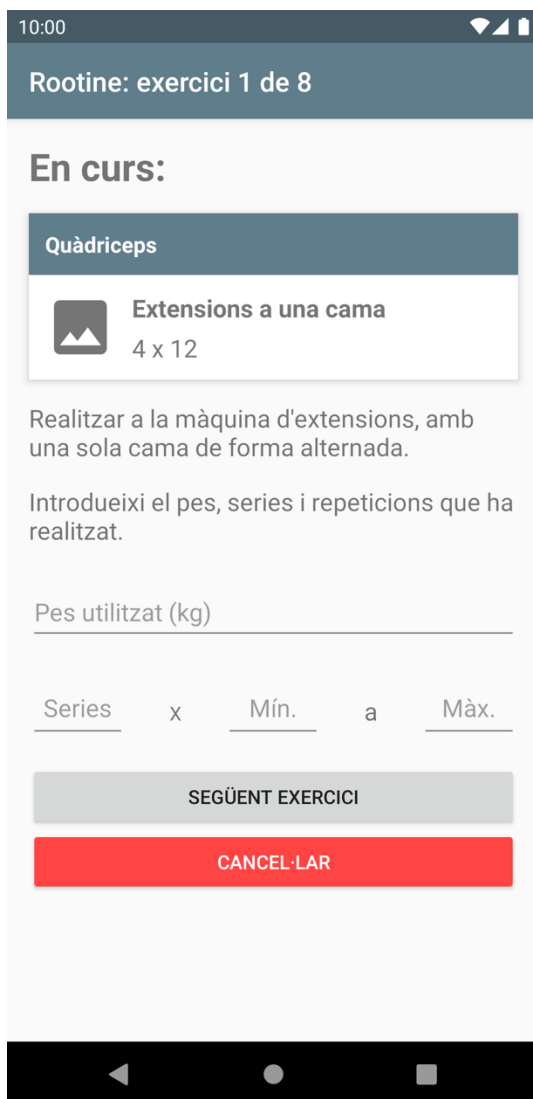 10:00
Rootine: exercici 1 de 8
En curs:
Quàdriceps
Extensions a una cama
4 x 12
Realitzar a la màquina d'extensions, amb
una sola cama de forma alternada.
Introdueixi el pes, series i repeticions que ha
realitzat.
Pes utilitzat (kg)
Series x Mín. a Màx.
SEGÜENT EXERCICI
CANCEL·LAR